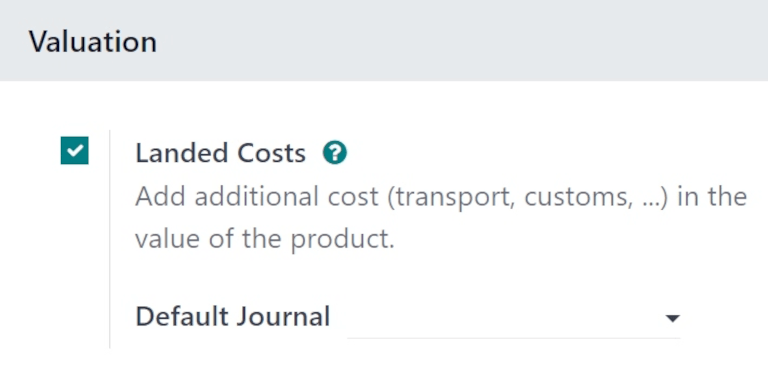 Valuation
Landed Costs ?
Add additional cost (transport, customs, ...) in the
value of the product.
Default Journal